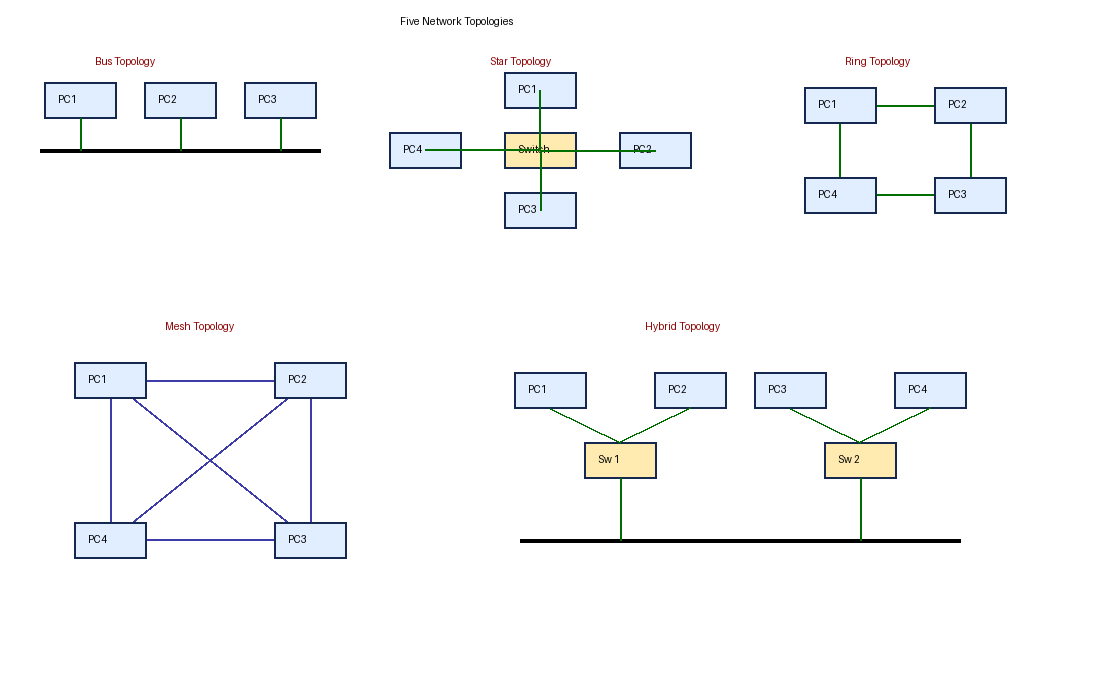 Five Network Topologies
Bus Topology
PC1
PC2
PC3
Star Topology
PC1
PC4
Switch
PC2
PC3
Ring Topology
PC1
PC2
PC4
PC3
Mesh Topology
PC1
PC2
PC4
PC3
Hybrid Topology
PC1
PC2
PC3
PC4
Sw 1
Sw 2